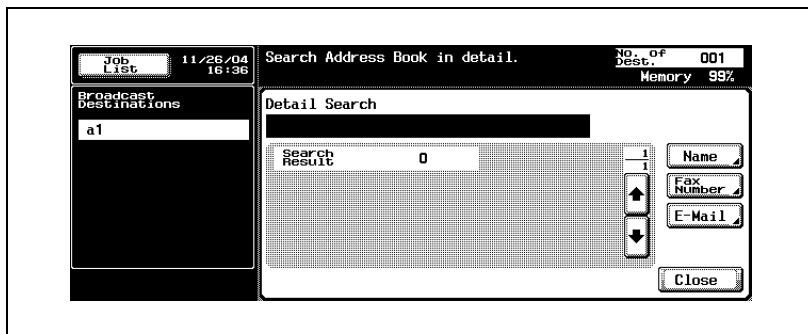 Job List
11/26/04
16:36
Search Address Book in detail.
No. of Dest. 001
Memory 99%
Broadcast Destinations
a1
Detail Search
Search Result 0
1
1
Name
Fax Number
E-Mail
Close